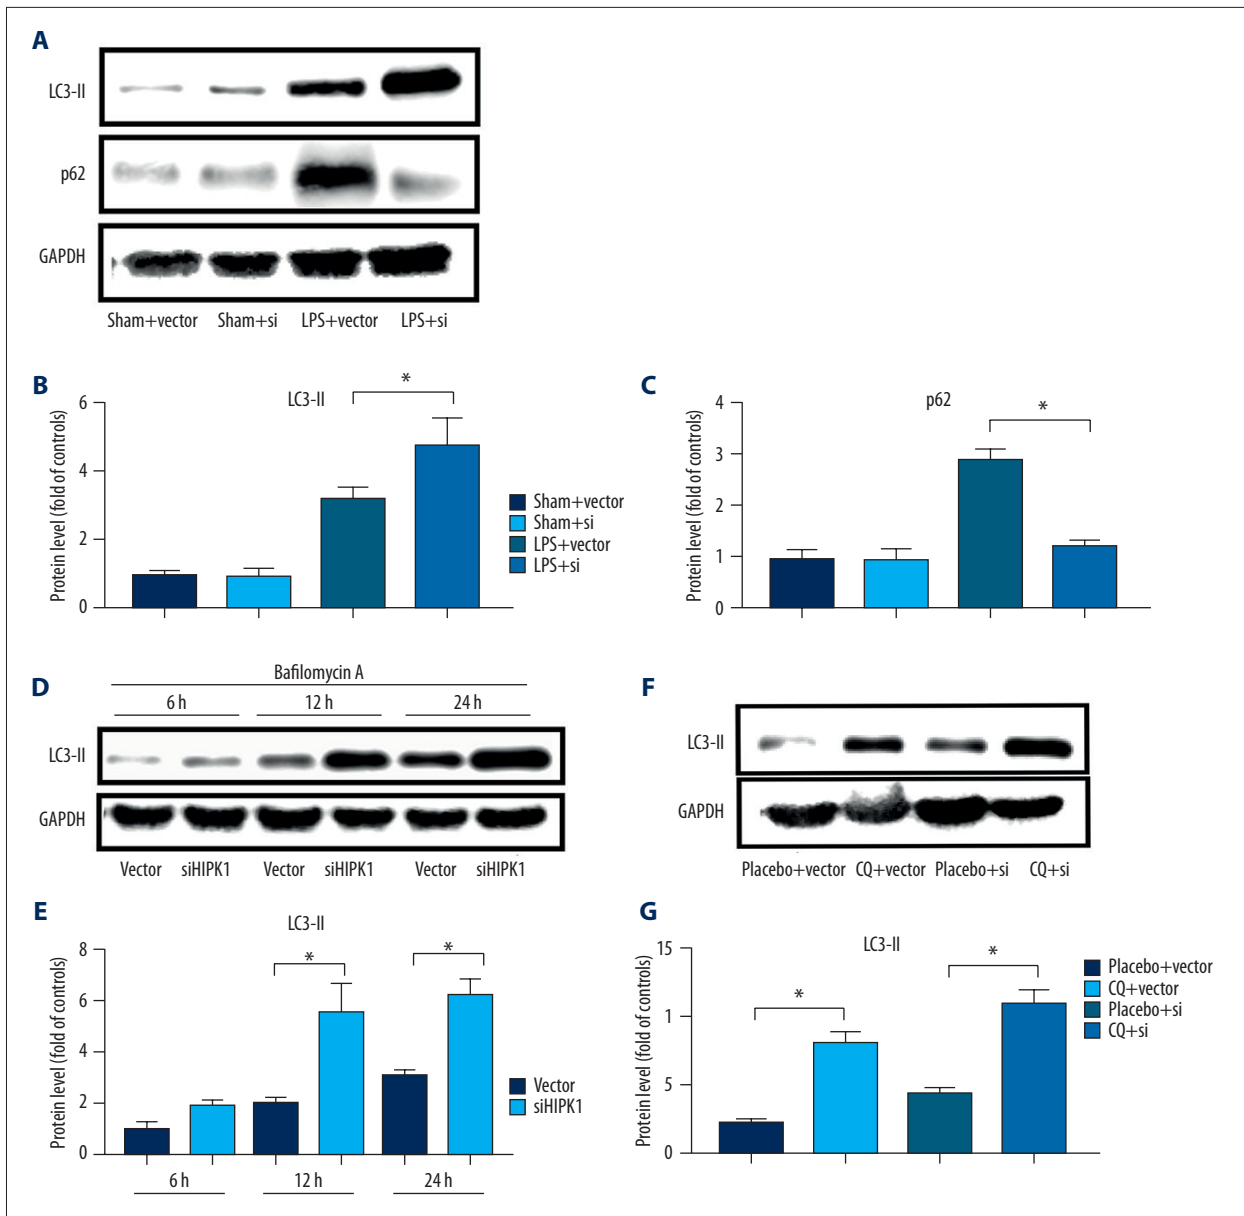 A
LC3-II
p62
GAPDH
Sham+vector Sham+si LPS+vector LPS+si
B
LC3-II
*
Protein level (fold of controls)
6
4
2
0
Sham+vector
Sham+si
LPS+vector
LPS+si
C
p62
*
Protein level (fold of controls)
4
3
2
1
0
D
Bafilomycin A
6 h 12 h 24 h
LC3-II
GAPDH
Vector siHIPK1 Vector siHIPK1 Vector siHIPK1
E
LC3-II
* *
Protein level (fold of controls)
8
6
4
2
0
6 h 12 h 24 h
Vector
siHIPK1
F
LC3-II
GAPDH
Placebo+vector CQ+vector Placebo+si CQ+si
G
LC3-II
* *
Protein level (fold of controls)
15
1
5
0
Placebo+vector
CQ+vector
Placebo+si
CQ+si